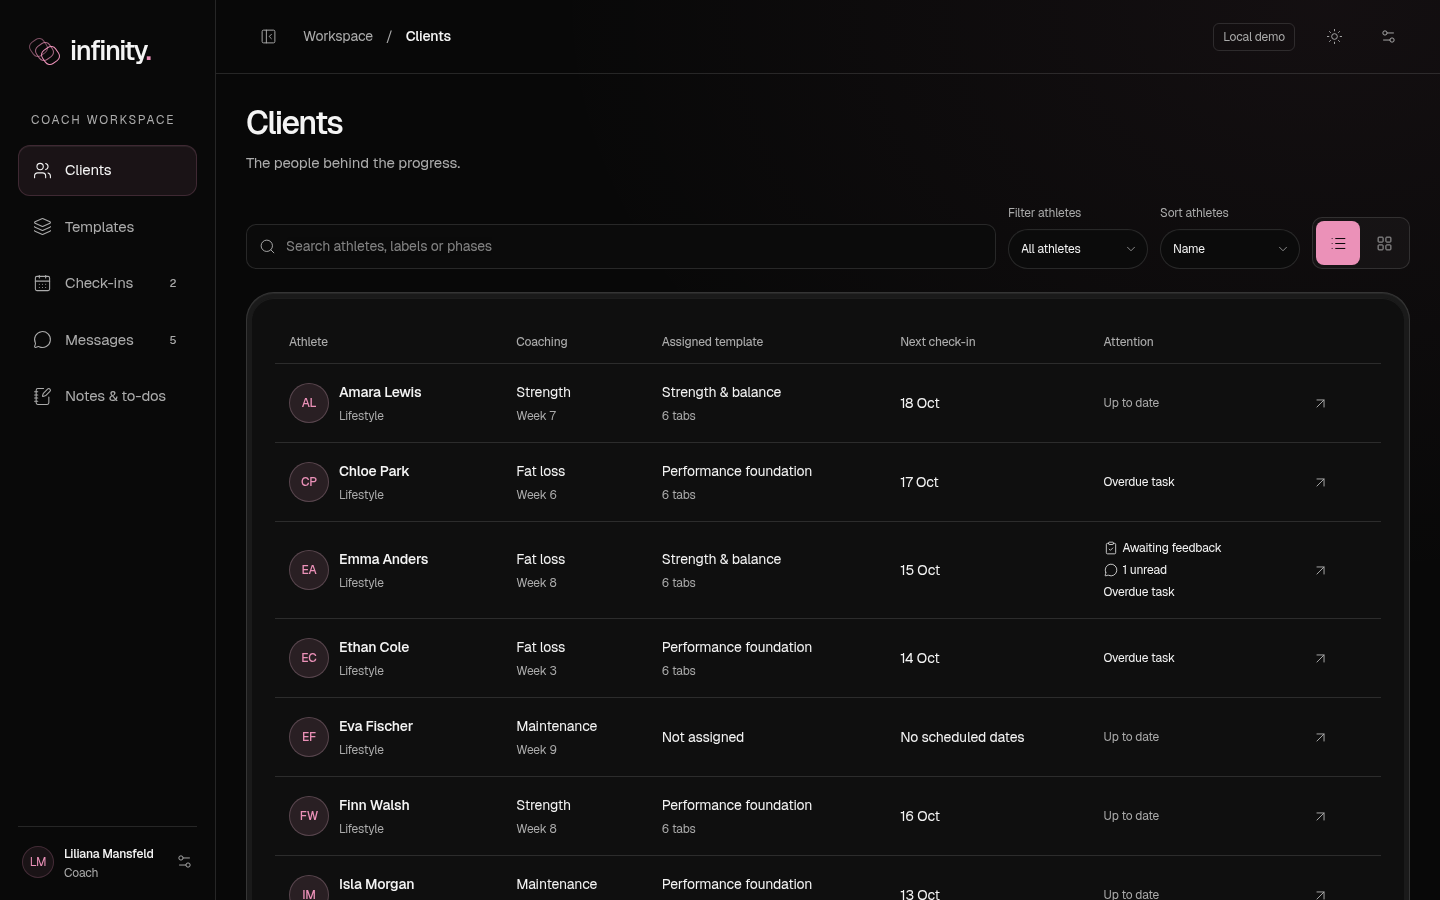 infinity.
Workspace / Clients
Local demo
COACH WORKSPACE
Clients
Templates
Check-ins 2
Messages 5
Notes & to-dos
Liliana Mansfeld
LM
Coach
Clients
The people behind the progress.
Search athletes, labels or phases
Filter athletes
All athletes
Sort athletes
Name
Athlete Coaching Assigned template Next check-in Attention
AL Amara Lewis Strength Strength & balance 18 Oct Up to date
Lifestyle Week 7 6 tabs
CP Chloe Park Fat loss Performance foundation 17 Oct Overdue task
Lifestyle Week 6 6 tabs
Awaiting feedback
EA Emma Anders Fat loss Strength & balance 15 Oct 1 unread
Lifestyle Week 8 6 tabs
Overdue task
EC Ethan Cole Fat loss Performance foundation 14 Oct Overdue task
Lifestyle Week 3 6 tabs
EF Eva Fischer Maintenance Not assigned No scheduled dates Up to date
Lifestyle Week 9
FW Finn Walsh Strength Performance foundation 16 Oct Up to date
Lifestyle Week 8 6 tabs
IM Isla Morgan Maintenance Performance foundation 13 Oct Up to date